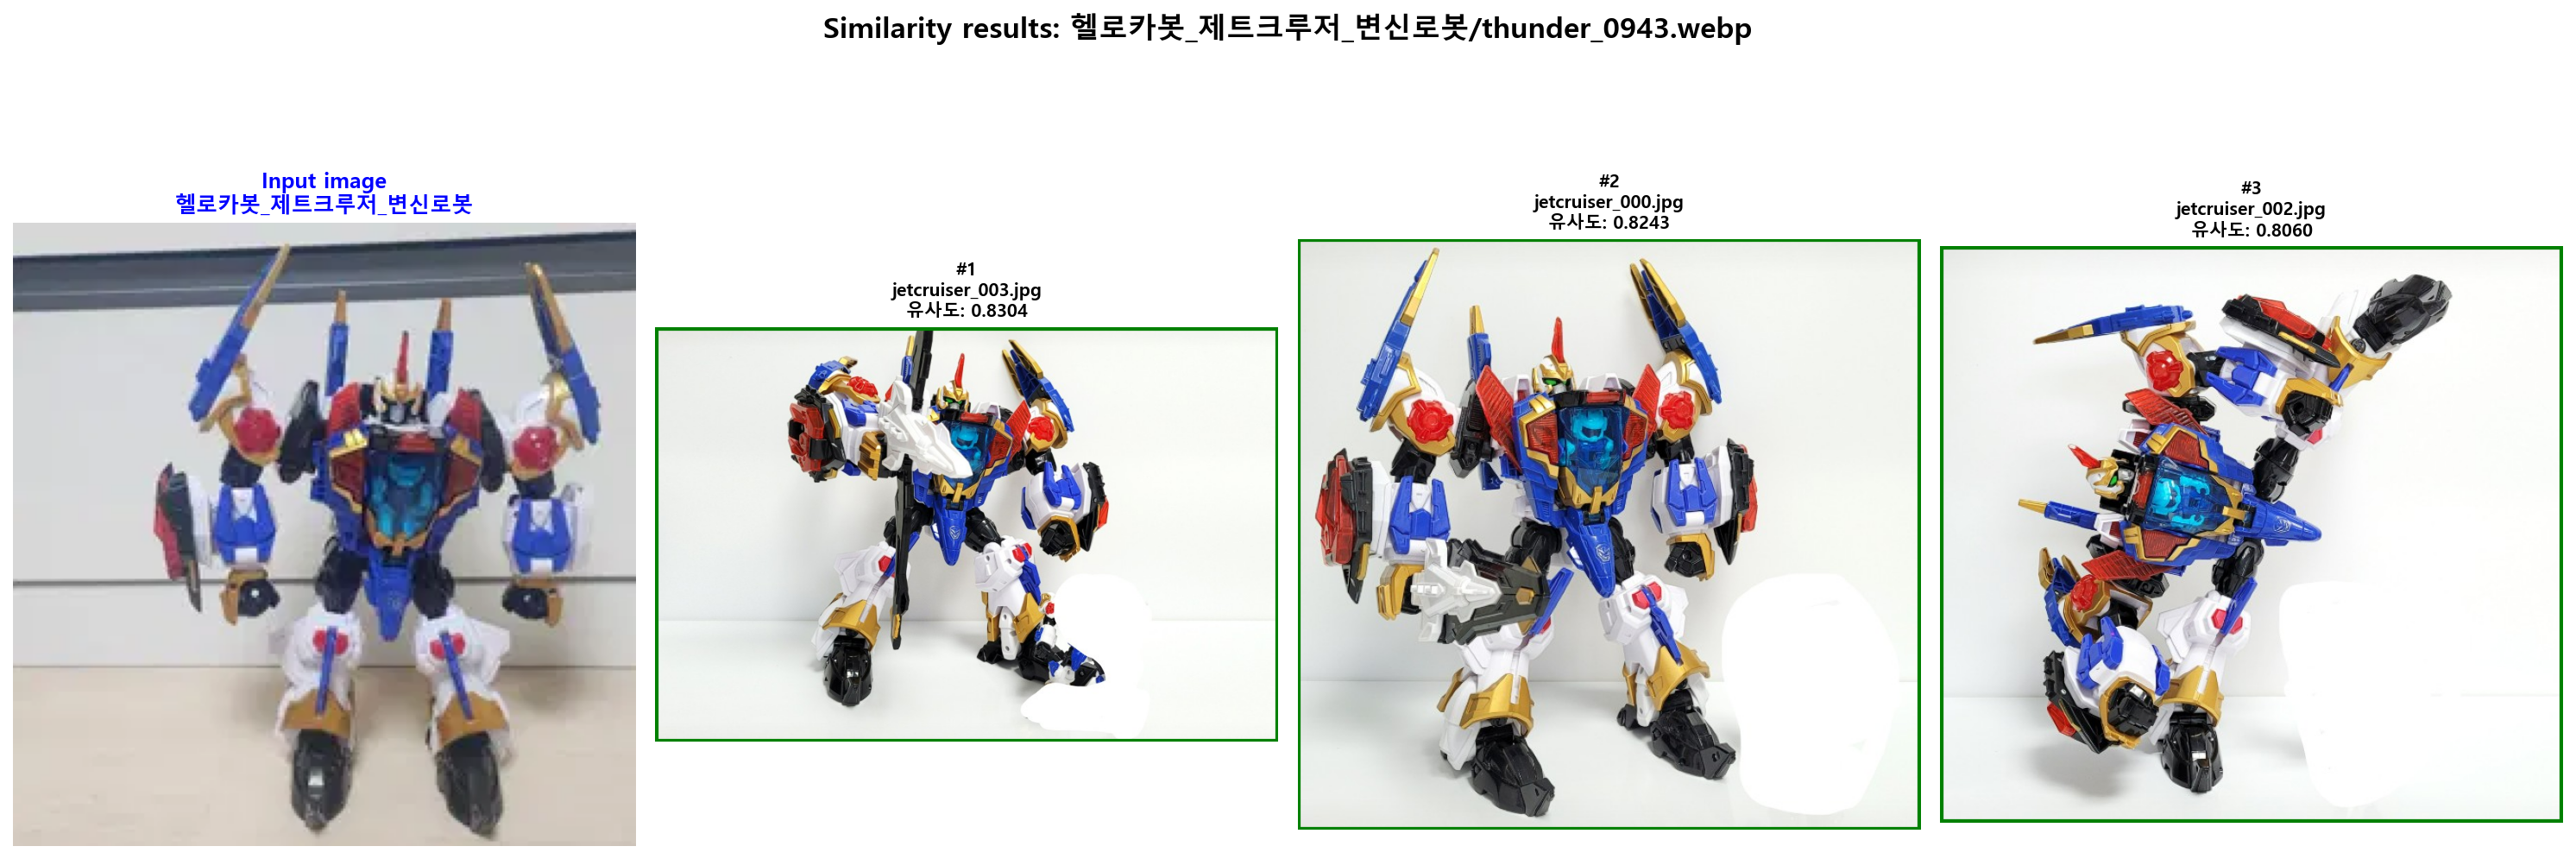 Similarity results: 헬로카봇_제트크루저_변신로봇/thunder_0943.webp
Input image
헬로카봇_제트크루저_변신로봇
#1
jetcruiser_003.jpg
유사도: 0.8304
#2
jetcruiser_000.jpg
유사도: 0.8243
#3
jetcruiser_002.jpg
유사도: 0.8060